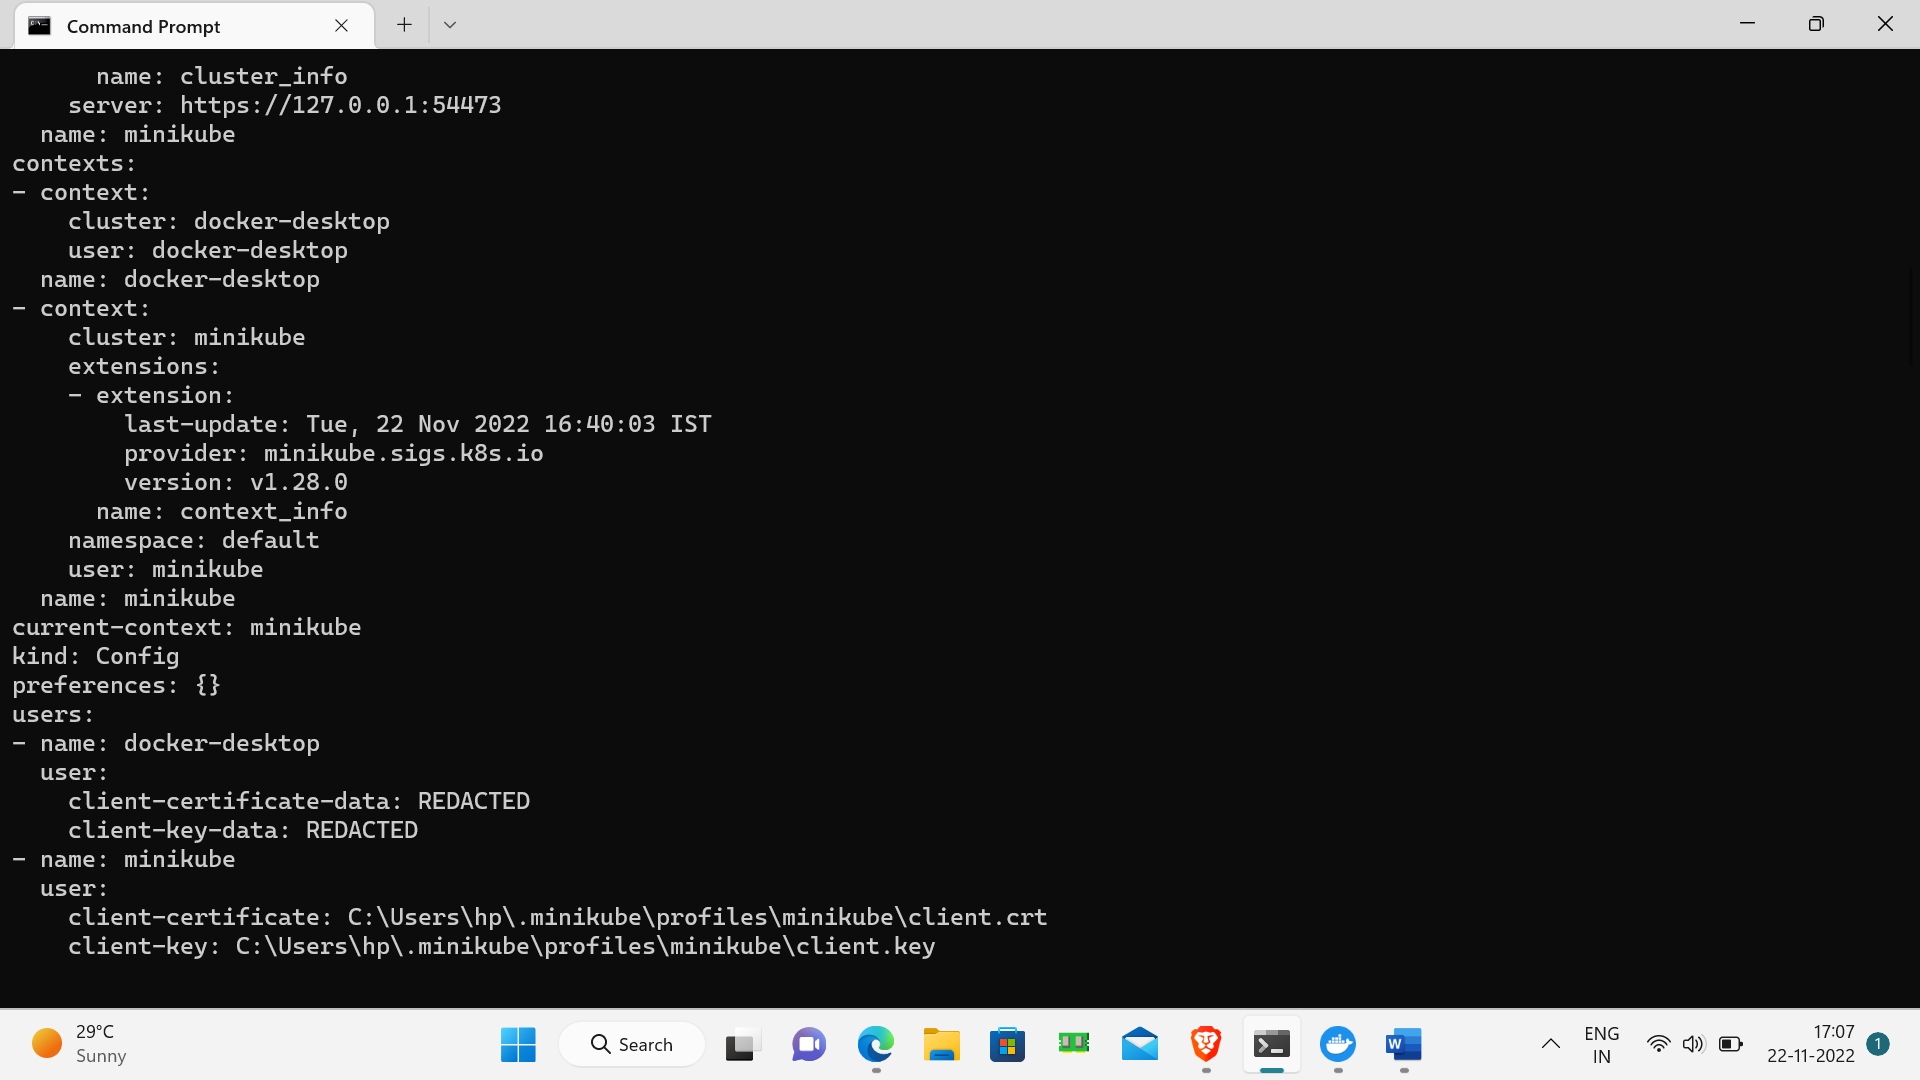 Command Prompt
      name: cluster_info
    server: https://127.0.0.1:54473
  name: minikube
contexts:
- context:
    cluster: docker-desktop
    user: docker-desktop
  name: docker-desktop
- context:
    cluster: minikube
    extensions:
    - extension:
        last-update: Tue, 22 Nov 2022 16:40:03 IST
        provider: minikube.sigs.k8s.io
        version: v1.28.0
      name: context_info
    namespace: default
    user: minikube
  name: minikube
current-context: minikube
kind: Config
preferences: {}
users:
- name: docker-desktop
  user:
    client-certificate-data: REDACTED
    client-key-data: REDACTED
- name: minikube
  user:
    client-certificate: C:\Users\hp\.minikube\profiles\minikube\client.crt
    client-key: C:\Users\hp\.minikube\profiles\minikube\client.key
29°C
Sunny
Search
W
ENG
IN
17:07
22-11-2022
1